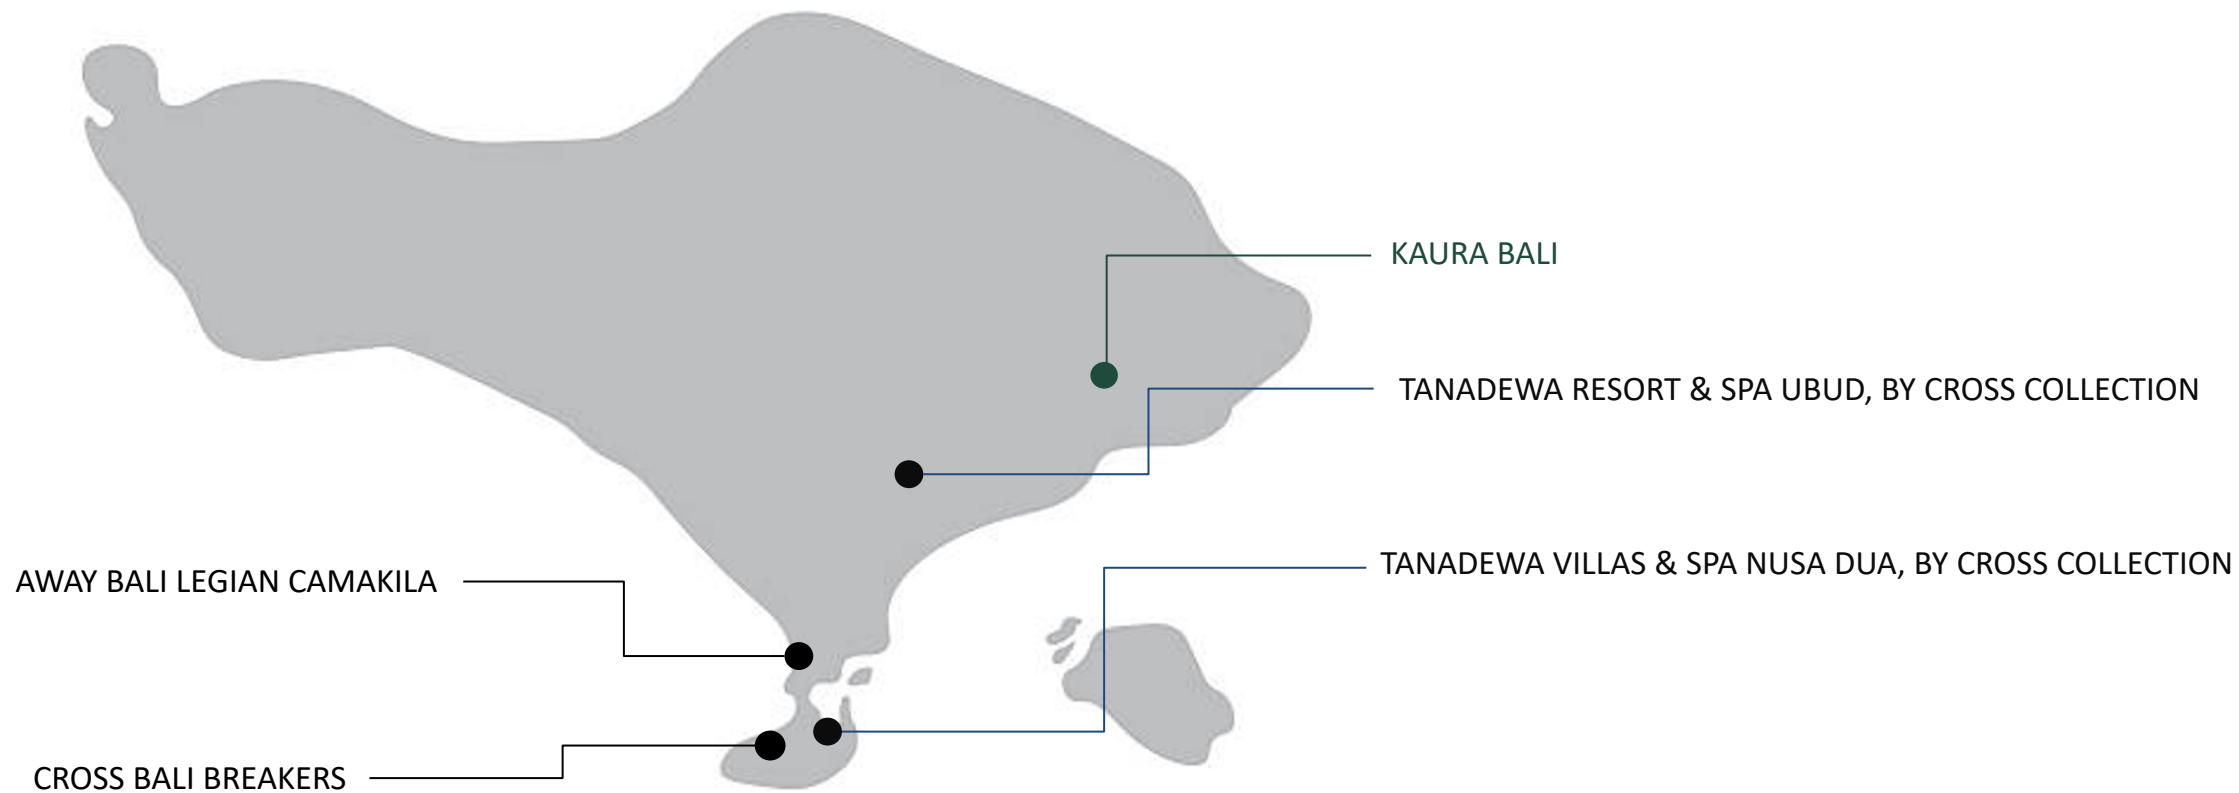 KAURA BALI
TANADEWA RESORT & SPA UBUD, BY CROSS COLLECTION
TANADEWA VILLAS & SPA NUSA DUA, BY CROSS COLLECTION
AWAY BALI LEGIAN CAMAKILA
CROSS BALI BREAKERS